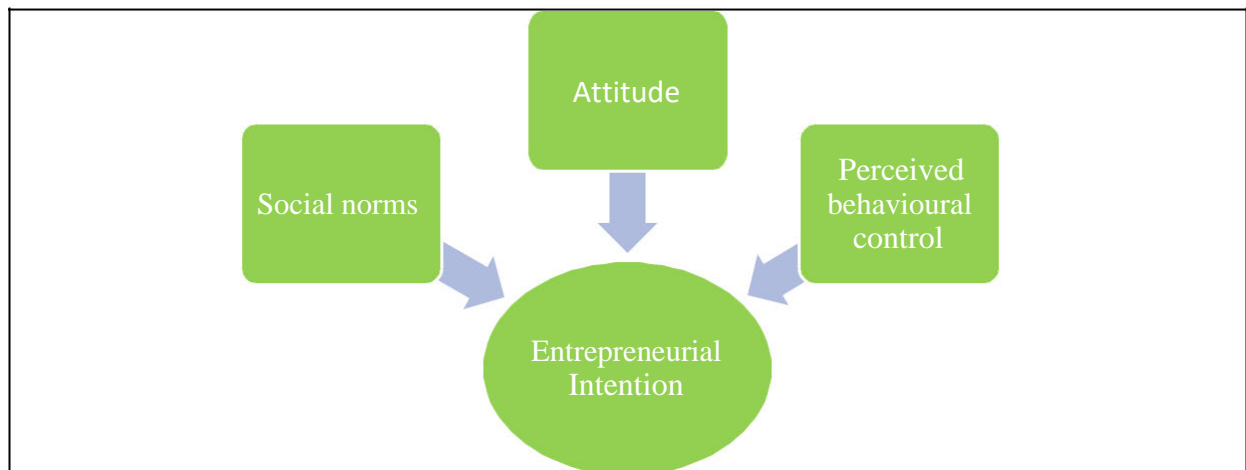 Attitude
Social norms
Perceived
behavioural
control
Entrepreneurial
Intention